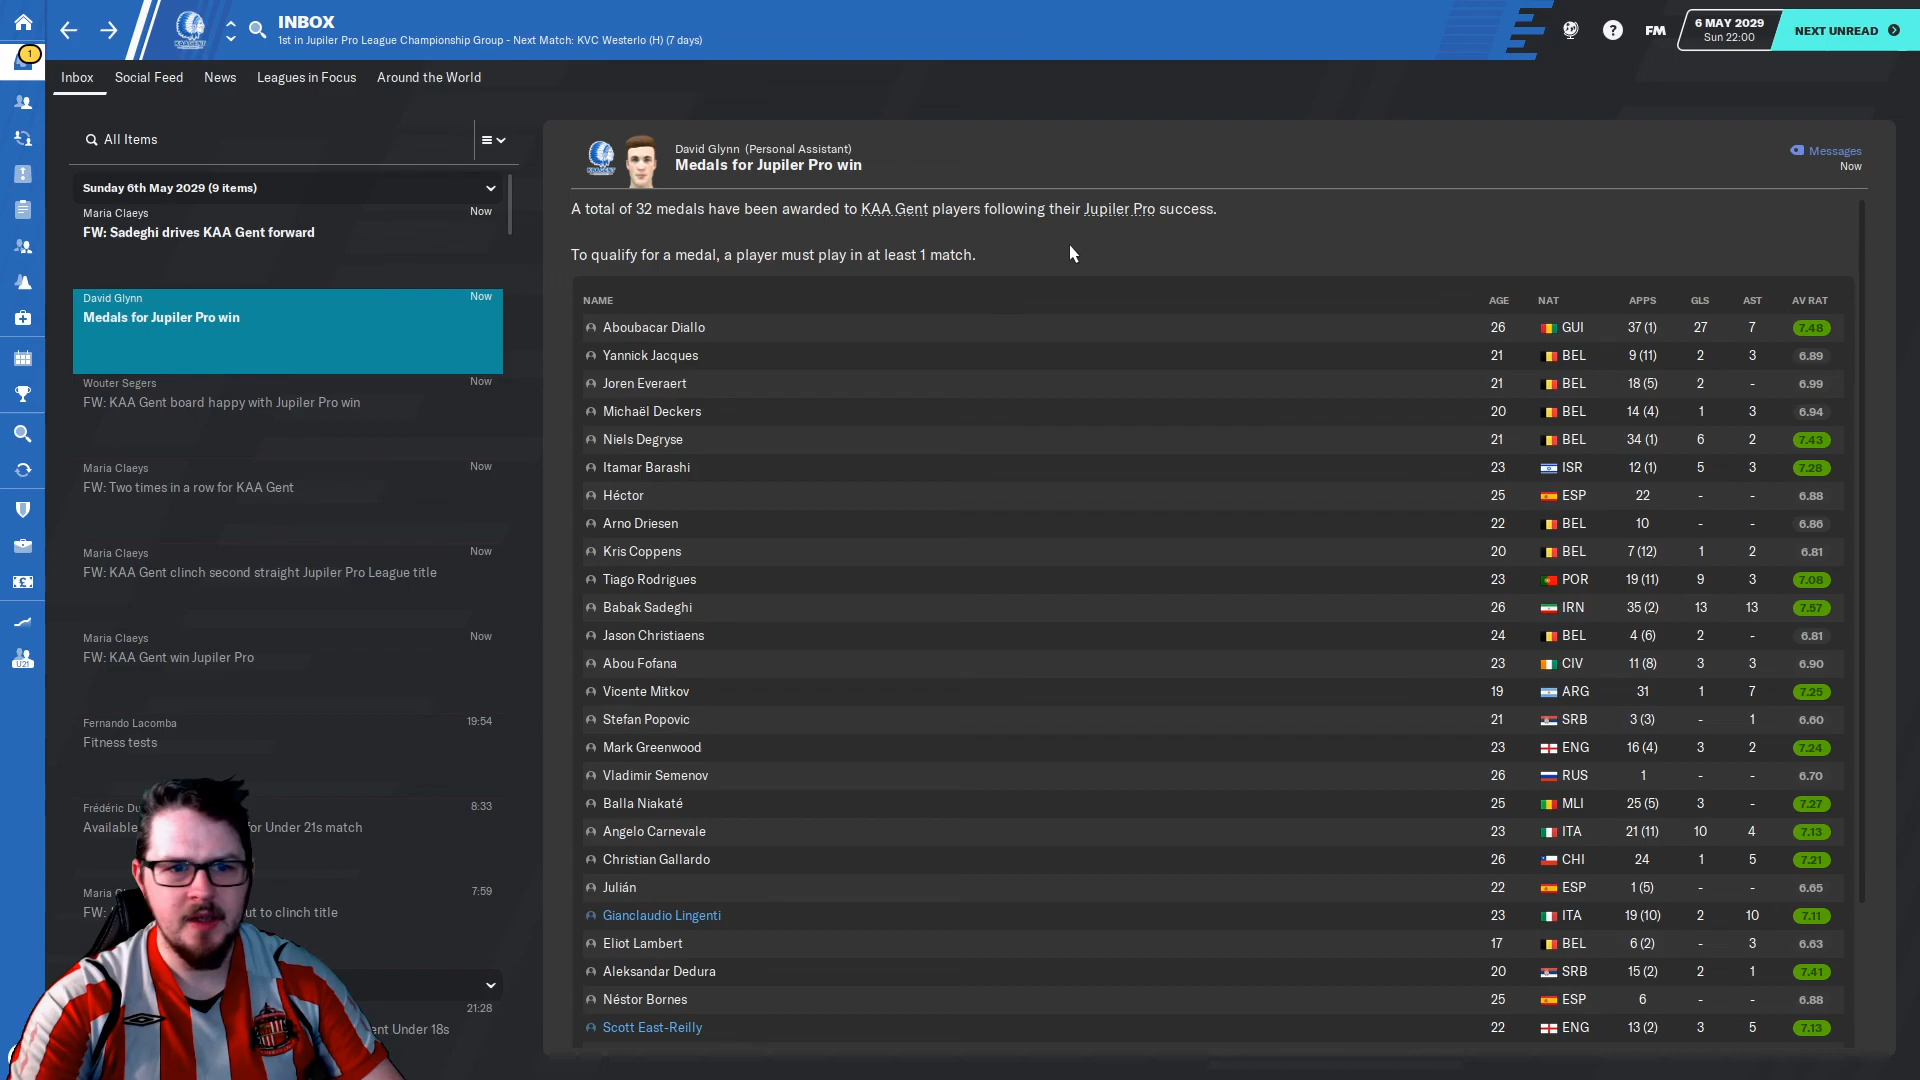 INBOX
1st in Jupiler Pro League Championship Group - Next Match: KVC Westerlo (H) (7 days)
FM
6 MAY 2029
Sun 22:00
NEXT UNREAD
1
Inbox Social Feed News Leagues in Focus Around the World
All Items
Sunday 6th May 2029 (9 items)
Maria Claeys Now
FW: Sadeghi drives KAA Gent forward
David Glynn Now
Medals for Jupiler Pro win
Wouter Segers Now
FW: KAA Gent board happy with Jupiler Pro win
Maria Claeys Now
FW: Two times in a row for KAA Gent
Maria Claeys Now
FW: KAA Gent clinch second straight Jupiler Pro League title
Maria Claeys Now
FW: KAA Gent win Jupiler Pro
Fernando Lacomba 19:54
Fitness tests
Frédéric 8:33
Available for Under 21s match
Maria 7:59
FW: to clinch title
21:28
Under 18s
U21
David Glynn (Personal Assistant)
Medals for Jupiler Pro win
Messages
Now
A total of 32 medals have been awarded to KAA Gent players following their Jupiler Pro success.
To qualify for a medal, a player must play in at least 1 match.
NAME AGE NAT APPS GLS AST AV RAT
Aboubacar Diallo 26 GUI 37 (1) 27 7 7.48
Yannick Jacques 21 BEL 9 (11) 2 3 6.89
Joren Everaert 21 BEL 18 (5) 2 - 6.99
Michaël Deckers 20 BEL 14 (4) 1 3 6.94
Niels Degryse 21 BEL 34 (1) 6 2 7.43
Itamar Barashi 23 ISR 12 (1) 5 3 7.28
Héctor 25 ESP 22 - - 6.88
Arno Driesen 22 BEL 10 - - 6.86
Kris Coppens 20 BEL 7 (12) 1 2 6.81
Tiago Rodrigues 23 POR 19 (11) 9 3 7.08
Babak Sadeghi 26 IRN 35 (2) 13 13 7.57
Jason Christiaens 24 BEL 4 (6) 2 - 6.81
Abou Fofana 23 CIV 11 (8) 3 3 6.90
Vicente Mitkov 19 ARG 31 1 7 7.25
Stefan Popovic 21 SRB 3 (3) - 1 6.60
Mark Greenwood 23 ENG 16 (4) 3 2 7.24
Vladimir Semenov 26 RUS 1 - - 6.70
Balla Niakaté 25 MLI 25 (5) 3 - 7.27
Angelo Carnevale 23 ITA 21 (11) 10 4 7.13
Christian Gallardo 26 CHI 24 1 5 7.21
Julián 22 ESP 1 (5) - - 6.65
Gianclaudio Lingenti 23 ITA 19 (10) 2 10 7.11
Eliot Lambert 17 BEL 6 (2) - 3 6.63
Aleksandar Dedura 20 SRB 15 (2) 2 1 7.41
Néstor Bornes 25 ESP 6 - - 6.88
Scott East-Reilly 22 ENG 13 (2) 3 5 7.13